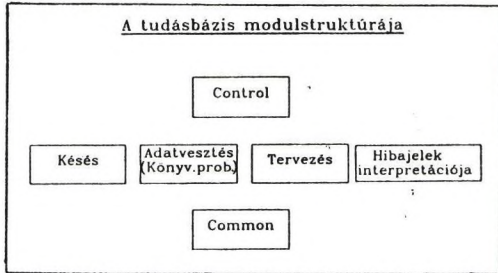 A tudásbázis modulstruktúrája
Control
Késés
Adatvesztés
(Könyv.prob.)
Tervezés
Hibajelek
interpretációja
Common